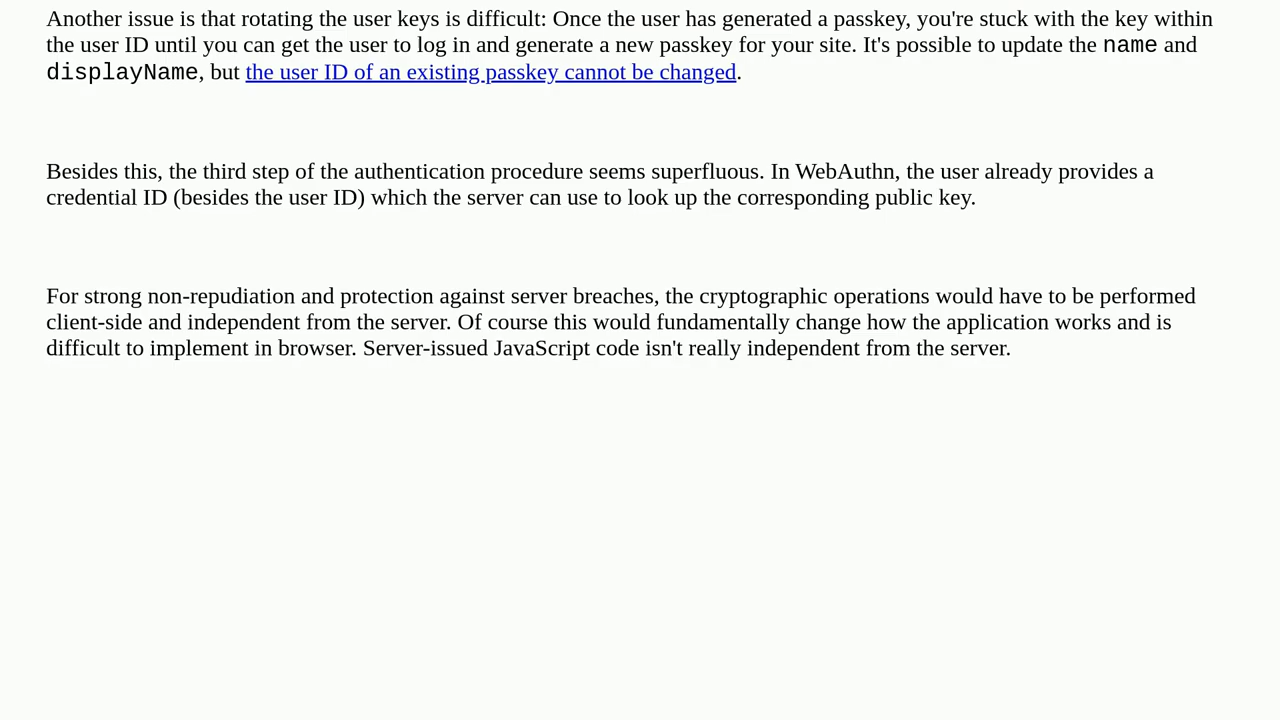 Another issue is that rotating the user keys is difficult: Once the user has generated a passkey, you're stuck with the key within
the user ID until you can get the user to log in and generate a new passkey for your site. It's possible to update the name and
displayName, but the user ID of an existing passkey cannot be changed.
Besides this, the third step of the authentication procedure seems superfluous. In WebAuthn, the user already provides a
credential ID (besides the user ID) which the server can use to look up the corresponding public key.
For strong non-repudiation and protection against server breaches, the cryptographic operations would have to be performed
client-side and independent from the server. Of course this would fundamentally change how the application works and is
difficult to implement in browser. Server-issued JavaScript code isn't really independent from the server.